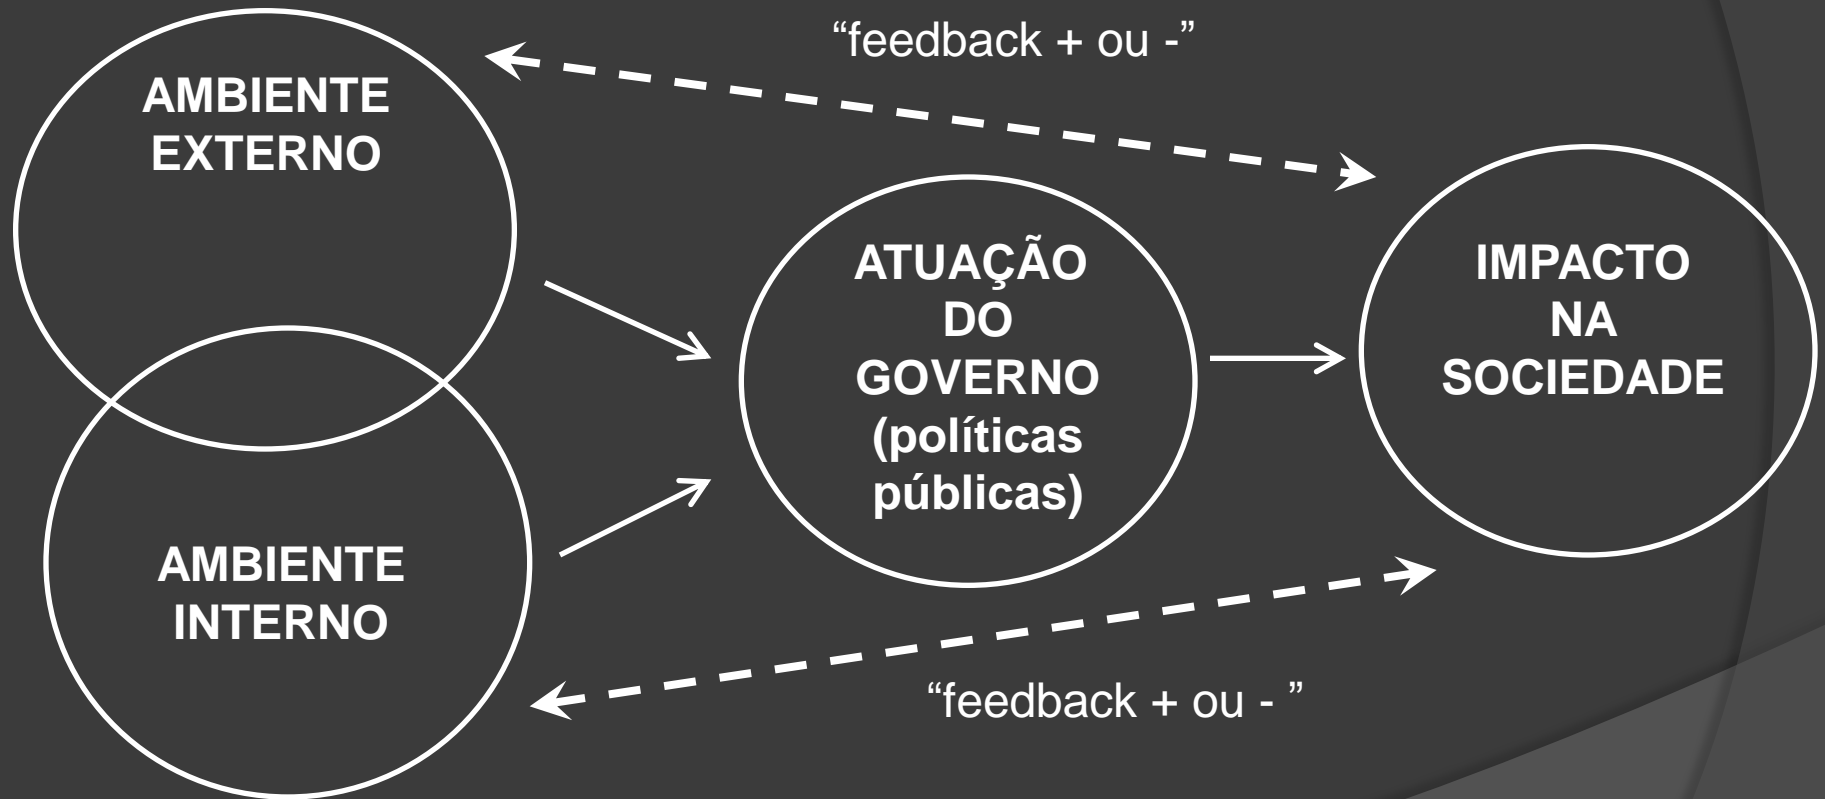 “feedback + ou -”
AMBIENTE
EXTERNO
ATUAÇÃO
DO
GOVERNO
(políticas
públicas)
IMPACTO
NA
SOCIEDADE
AMBIENTE
INTERNO
“feedback + ou - ”